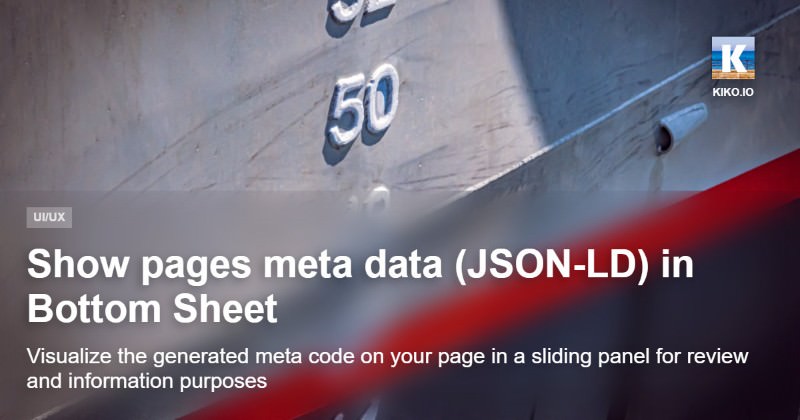 50
K
KIKO.IO
UI/UX
Show pages meta data (JSON-LD) in
Bottom Sheet
Visualize the generated meta code on your page in a sliding panel for review
and information purposes